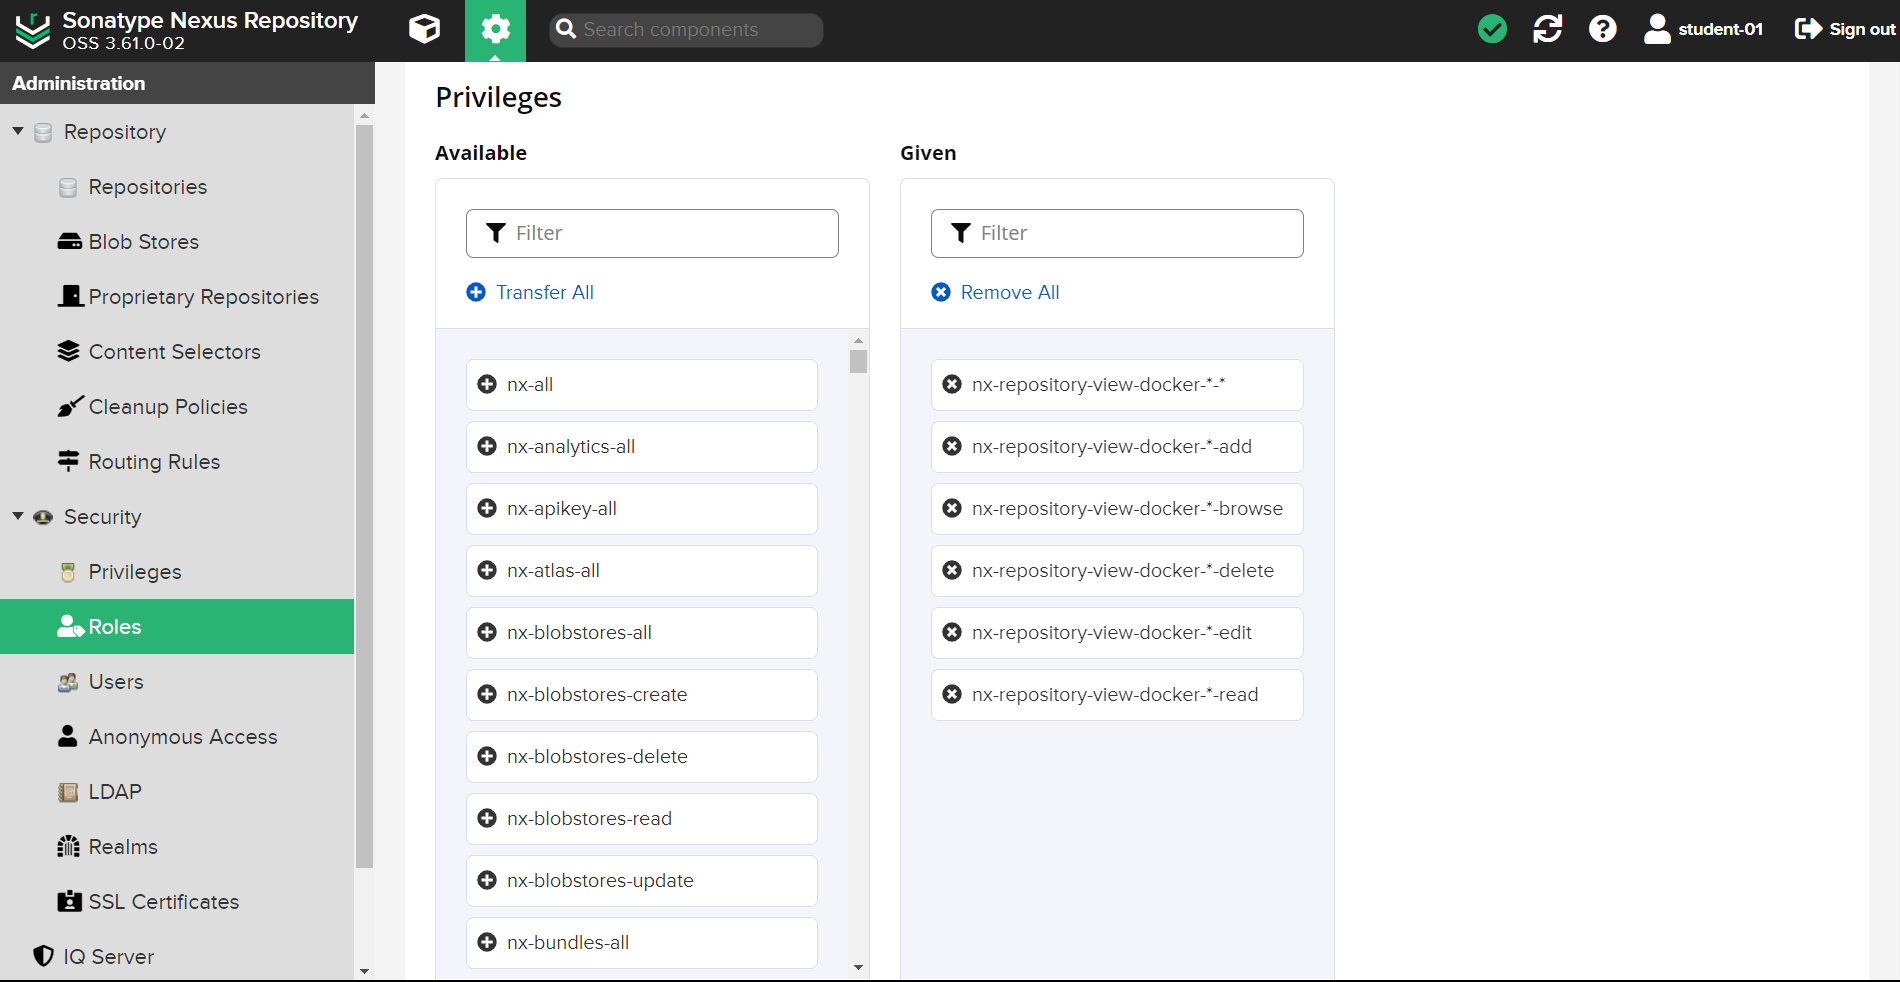 Sonatype Nexus Repository
OSS 3.61.0-02
Search components
student-01
Sign out
Administration
Repository
Repositories
Blob Stores
Proprietary Repositories
Content Selectors
Cleanup Policies
Routing Rules
Security
Privileges
Roles
Users
Anonymous Access
LDAP
Realms
SSL Certificates
IQ Server
Privileges
Available
Filter
Transfer All
nx-all
nx-analytics-all
nx-apikey-all
nx-atlas-all
nx-blobstores-all
nx-blobstores-create
nx-blobstores-delete
nx-blobstores-read
nx-blobstores-update
nx-bundles-all
Given
Filter
Remove All
nx-repository-view-docker-*-*
nx-repository-view-docker-*-add
nx-repository-view-docker-*-browse
nx-repository-view-docker-*-delete
nx-repository-view-docker-*-edit
nx-repository-view-docker-*-read